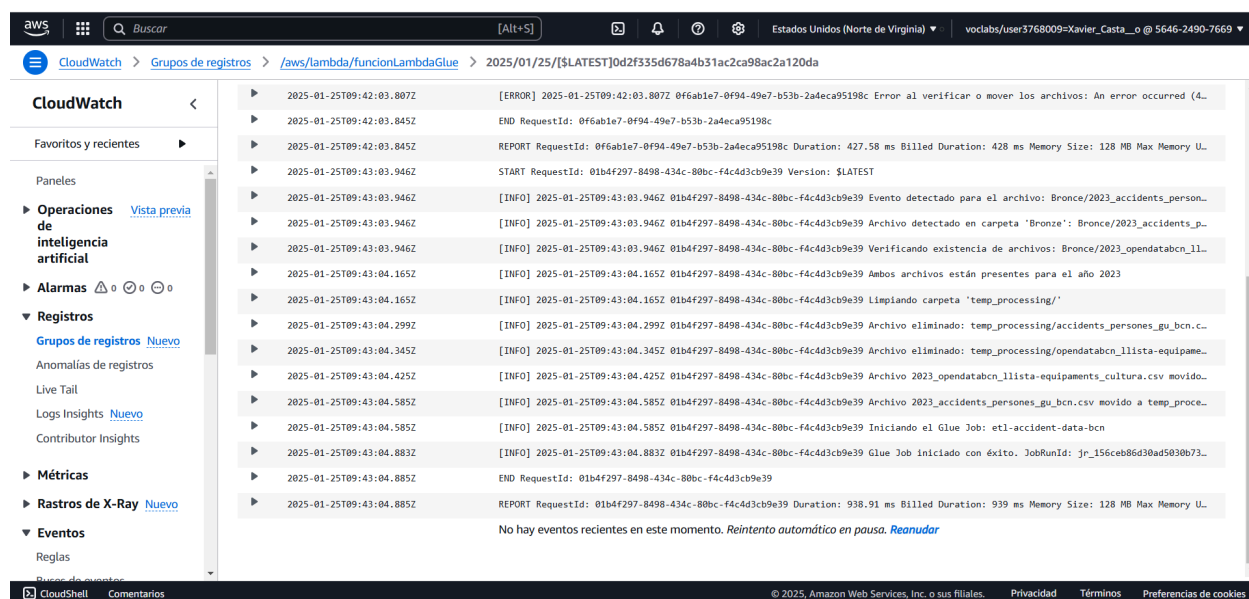 aws
Buscar
[Alt+S]
Estados Unidos (Norte de Virginia) ▼
voclabs/user3768009=Xavier_Casta__o @ 5646-2490-7669 ▼
CloudWatch > Grupos de registros > /aws/lambda/funcionLambdaGlue > 2025/01/25/[$LATEST]0d2f335d678a4b31ac2ca98ac2a120da
CloudWatch
Favoritos y recientes
Paneles
Operaciones de inteligencia artificial Vista previa
Alarmas 0 0 0
Registros
Grupos de registros Nuevo
Anomalías de registros
Live Tail
Logs Insights Nuevo
Contributor Insights
Métricas
Rastros de X-Ray Nuevo
Eventos
Reglas
Buses de eventos
2025-01-25T09:42:03.807Z [ERROR] 2025-01-25T09:42:03.807Z 0f6ab1e7-0f94-49e7-b53b-2a4eca95198c Error al verificar o mover los archivos: An error occurred (4…
2025-01-25T09:42:03.845Z END RequestId: 0f6ab1e7-0f94-49e7-b53b-2a4eca95198c
2025-01-25T09:42:03.845Z REPORT RequestId: 0f6ab1e7-0f94-49e7-b53b-2a4eca95198c Duration: 427.58 ms Billed Duration: 428 ms Memory Size: 128 MB Max Memory U…
2025-01-25T09:43:03.946Z START RequestId: 01b4f297-8498-434c-80bc-f4c4d3cb9e39 Version: $LATEST
2025-01-25T09:43:03.946Z [INFO] 2025-01-25T09:43:03.946Z 01b4f297-8498-434c-80bc-f4c4d3cb9e39 Evento detectado para el archivo: Bronce/2023_accidents_person…
2025-01-25T09:43:03.946Z [INFO] 2025-01-25T09:43:03.946Z 01b4f297-8498-434c-80bc-f4c4d3cb9e39 Archivo detectado en carpeta 'Bronze': Bronce/2023_accidents_p…
2025-01-25T09:43:03.946Z [INFO] 2025-01-25T09:43:03.946Z 01b4f297-8498-434c-80bc-f4c4d3cb9e39 Verificando existencia de archivos: Bronce/2023_opendatabcn_ll…
2025-01-25T09:43:04.165Z [INFO] 2025-01-25T09:43:04.165Z 01b4f297-8498-434c-80bc-f4c4d3cb9e39 Ambos archivos están presentes para el año 2023
2025-01-25T09:43:04.165Z [INFO] 2025-01-25T09:43:04.165Z 01b4f297-8498-434c-80bc-f4c4d3cb9e39 Limpiando carpeta 'temp_processing/'
2025-01-25T09:43:04.299Z [INFO] 2025-01-25T09:43:04.299Z 01b4f297-8498-434c-80bc-f4c4d3cb9e39 Archivo eliminado: temp_processing/accidents_persones_gu_bcn.c…
2025-01-25T09:43:04.345Z [INFO] 2025-01-25T09:43:04.345Z 01b4f297-8498-434c-80bc-f4c4d3cb9e39 Archivo eliminado: temp_processing/opendatabcn_llista-equipame…
2025-01-25T09:43:04.425Z [INFO] 2025-01-25T09:43:04.425Z 01b4f297-8498-434c-80bc-f4c4d3cb9e39 Archivo 2023_opendatabcn_llista-equipaments_cultura.csv movido…
2025-01-25T09:43:04.585Z [INFO] 2025-01-25T09:43:04.585Z 01b4f297-8498-434c-80bc-f4c4d3cb9e39 Archivo 2023_accidents_persones_gu_bcn.csv movido a temp_proce…
2025-01-25T09:43:04.585Z [INFO] 2025-01-25T09:43:04.585Z 01b4f297-8498-434c-80bc-f4c4d3cb9e39 Iniciando el Glue Job: etl-accident-data-bcn
2025-01-25T09:43:04.883Z [INFO] 2025-01-25T09:43:04.883Z 01b4f297-8498-434c-80bc-f4c4d3cb9e39 Glue Job iniciado con éxito. JobRunId: jr_156ceb86d30ad5030b73…
2025-01-25T09:43:04.885Z END RequestId: 01b4f297-8498-434c-80bc-f4c4d3cb9e39
2025-01-25T09:43:04.885Z REPORT RequestId: 01b4f297-8498-434c-80bc-f4c4d3cb9e39 Duration: 938.91 ms Billed Duration: 939 ms Memory Size: 128 MB Max Memory U…
No hay eventos recientes en este momento. Reintento automático en pausa. Reanudar
CloudShell Comentarios
© 2025, Amazon Web Services, Inc. o sus filiales. Privacidad Términos Preferencias de cookies